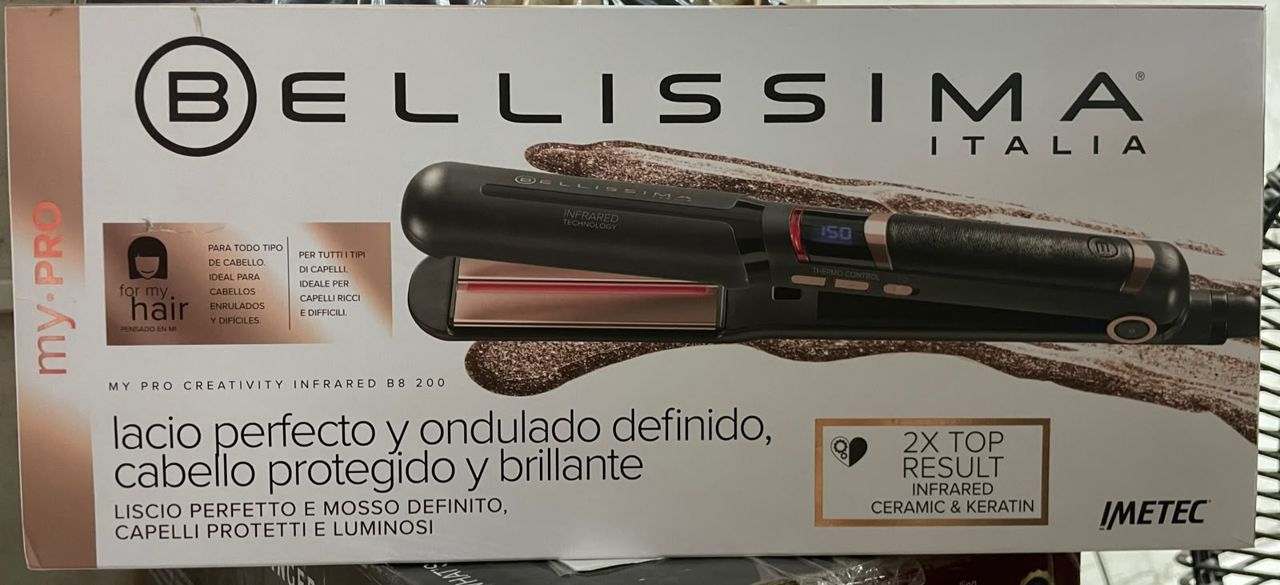 BELLISSIMA®
ITALIA
my·PRO
BELLISSIMA
INFRARED
TECHNOLOGY
150
THERMO CONTROL
for my
hair
PENSADO EN MI
PARA TODO TIPO
DE CABELLO.
IDEAL PARA
CABELLOS
ENRULADOS
Y DIFÍCILES.
PER TUTTI I TIPI
DI CAPELLI.
IDEALE PER
CAPELLI RICCI
E DIFFICILI.
MY PRO CREATIVITY INFRARED B8 200
lacio perfecto y ondulado definido,
cabello protegido y brillante
LISCIO PERFETTO E MOSSO DEFINITO,
CAPELLI PROTETTI E LUMINOSI
2X TOP
RESULT
INFRARED
CERAMIC & KERATIN
IMETEC